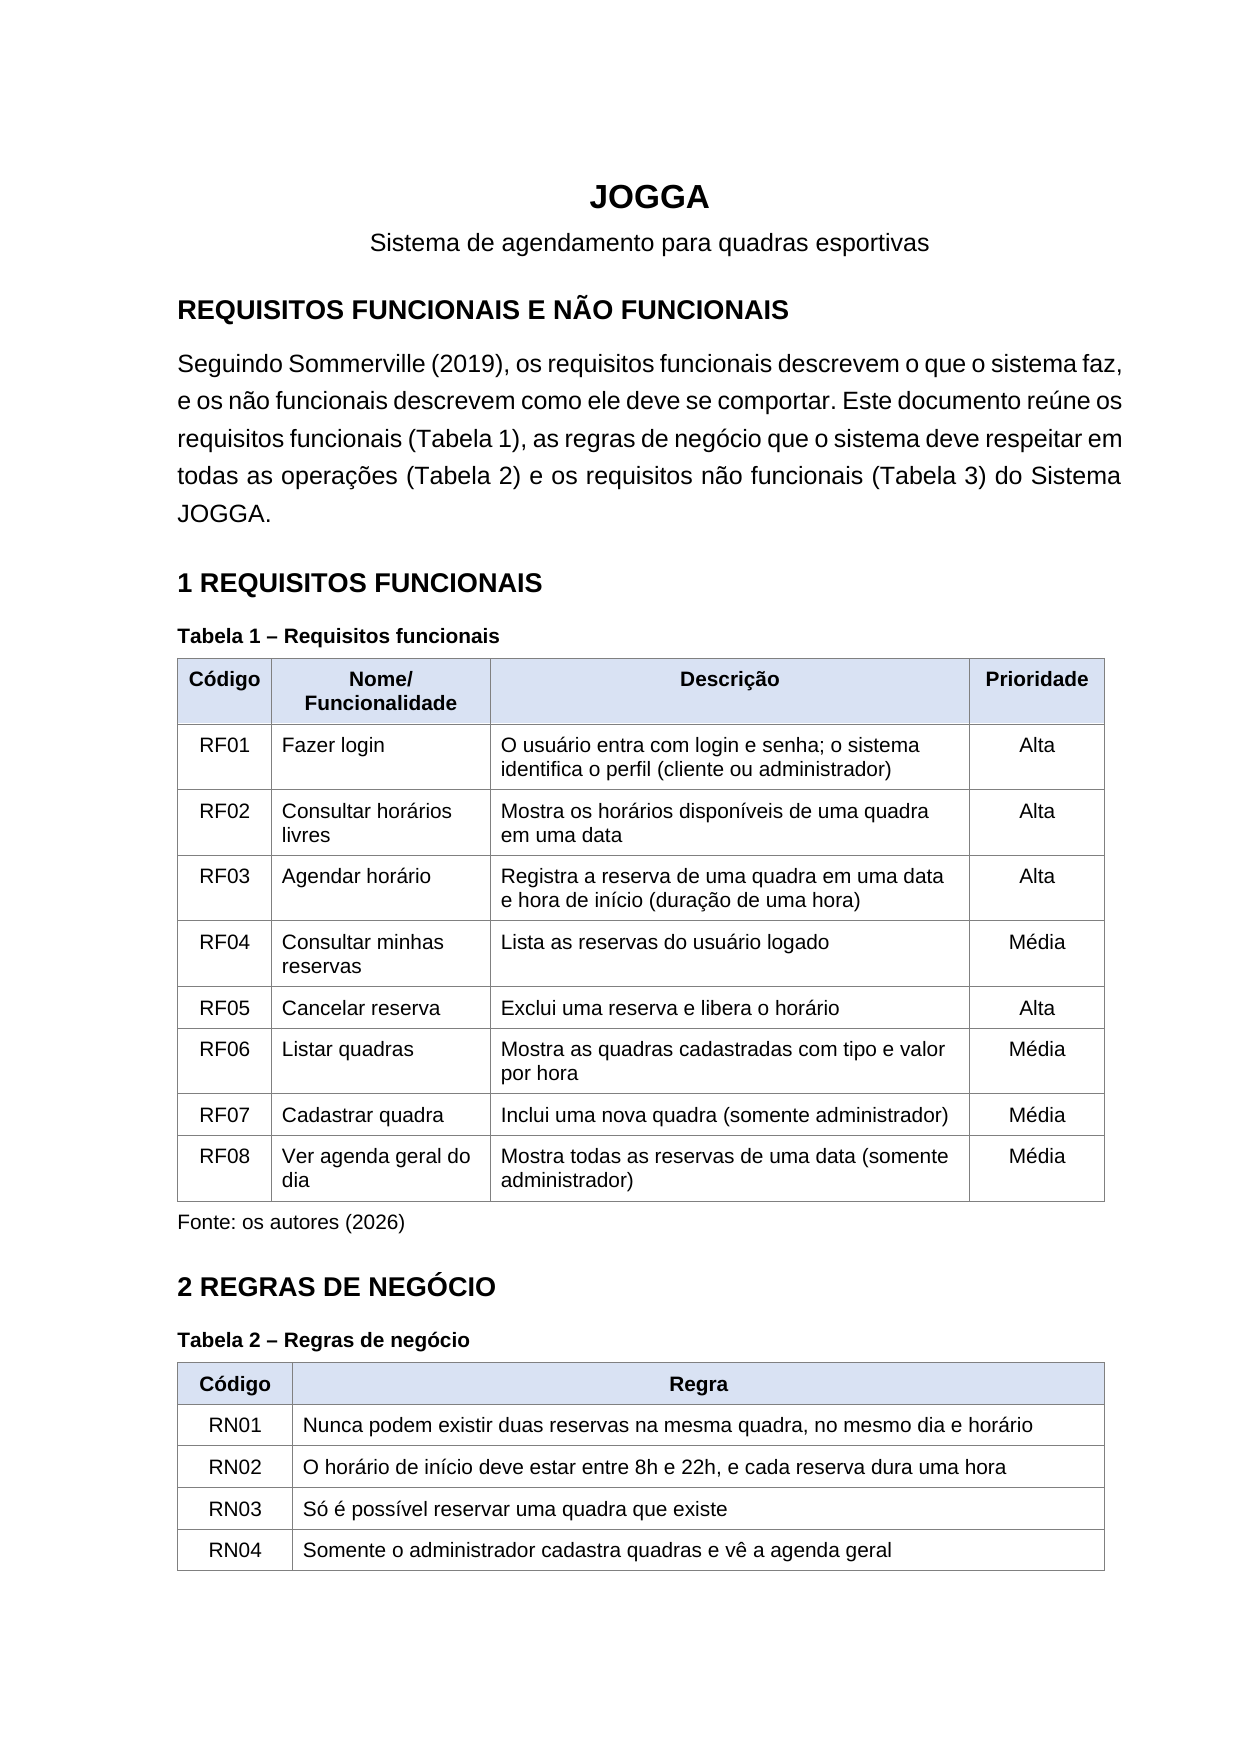 JOGGA
Sistema de agendamento para quadras esportivas
REQUISITOS FUNCIONAIS E NÃO FUNCIONAIS
Seguindo Sommerville (2019), os requisitos funcionais descrevem o que o sistema faz,
e os não funcionais descrevem como ele deve se comportar. Este documento reúne os
requisitos funcionais (Tabela 1), as regras de negócio que o sistema deve respeitar em
todas as operações (Tabela 2) e os requisitos não funcionais (Tabela 3) do Sistema
JOGGA.
1 REQUISITOS FUNCIONAIS
Tabela 1 – Requisitos funcionais
Código Nome/ Descrição Prioridade
Funcionalidade
RF01 Fazer login O usuário entra com login e senha; o sistema Alta
identifica o perfil (cliente ou administrador)
RF02 Consultar horários Mostra os horários disponíveis de uma quadra Alta
livres em uma data
RF03 Agendar horário Registra a reserva de uma quadra em uma data Alta
e hora de início (duração de uma hora)
RF04 Consultar minhas Lista as reservas do usuário logado Média
reservas
RF05 Cancelar reserva Exclui uma reserva e libera o horário Alta
RF06 Listar quadras Mostra as quadras cadastradas com tipo e valor Média
por hora
RF07 Cadastrar quadra Inclui uma nova quadra (somente administrador) Média
RF08 Ver agenda geral do Mostra todas as reservas de uma data (somente Média
dia administrador)
Fonte: os autores (2026)
2 REGRAS DE NEGÓCIO
Tabela 2 – Regras de negócio
Código Regra
RN01 Nunca podem existir duas reservas na mesma quadra, no mesmo dia e horário
RN02 O horário de início deve estar entre 8h e 22h, e cada reserva dura uma hora
RN03 Só é possível reservar uma quadra que existe
RN04 Somente o administrador cadastra quadras e vê a agenda geral